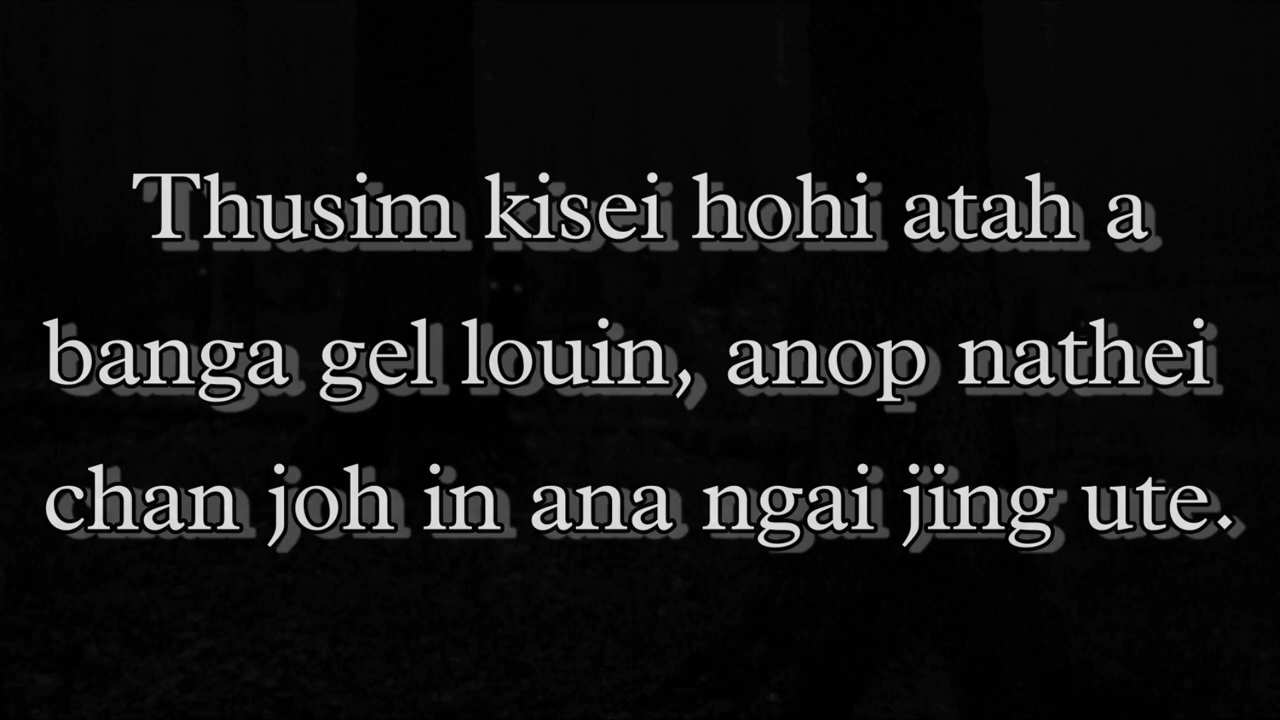 Thusim kisei hohi atah a
banga gel louin, anop nathei
chan joh in ana ngai jing ute.